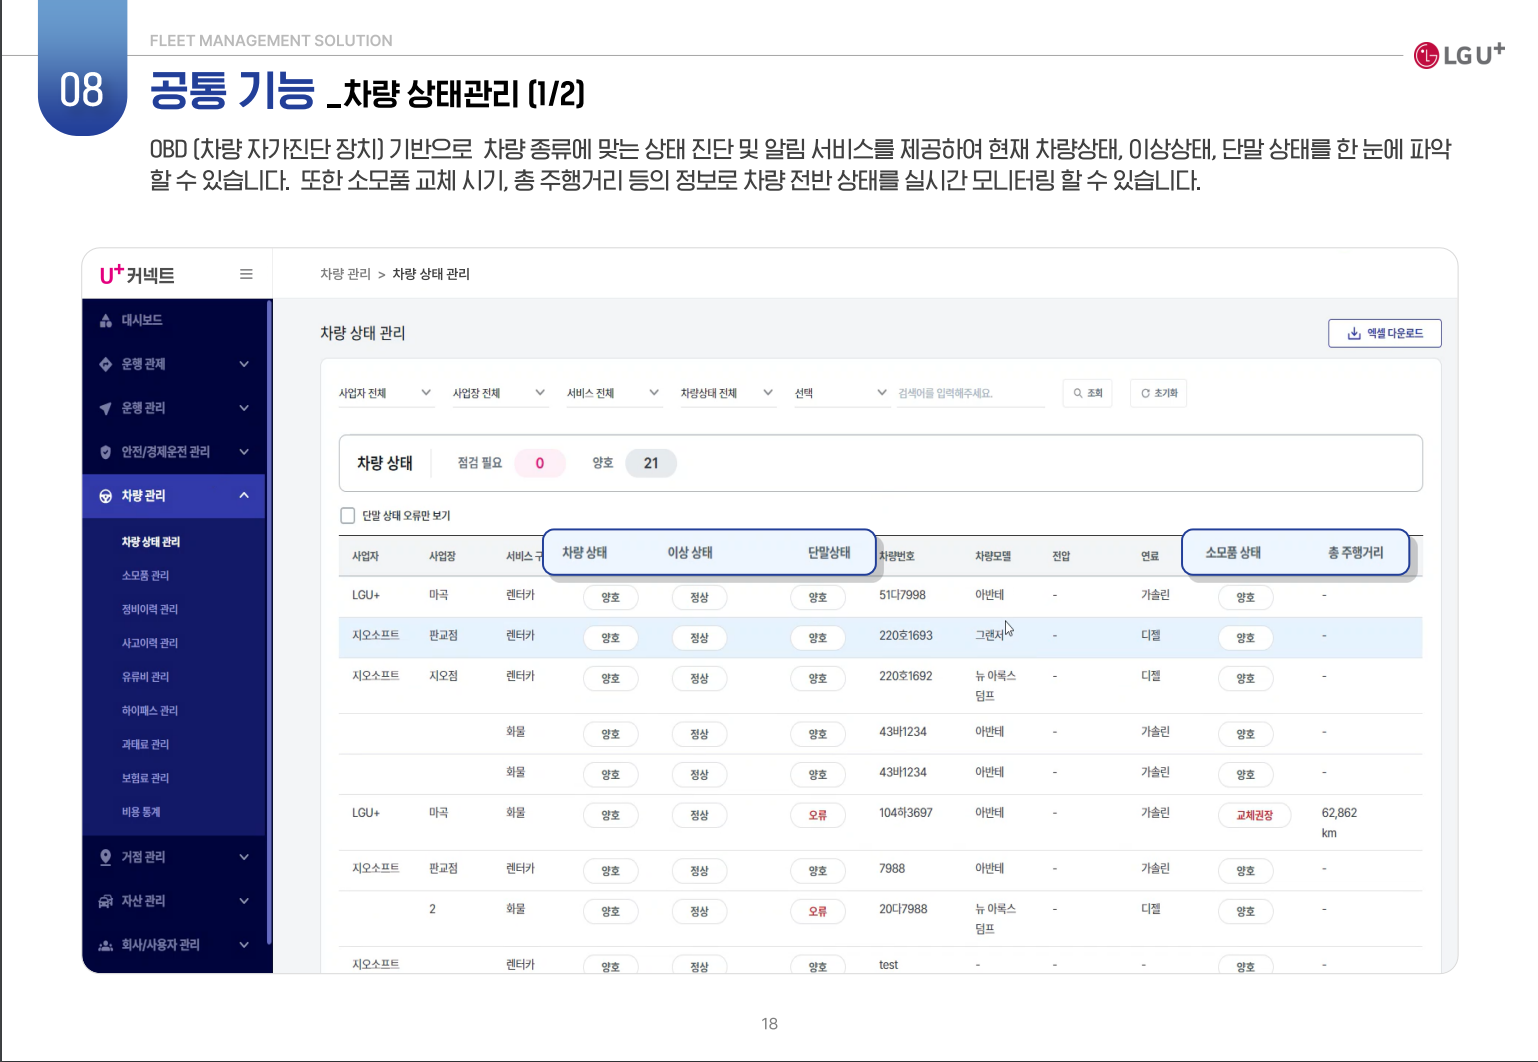 FLEET MANAGEMENT SOLUTION
LG U+
08
공통 기능 _차량 상태관리 (1/2)
OBD (차량 자가진단 장치) 기반으로 차량 종류에 맞는 상태 진단 및 알림 서비스를 제공하여 현재 차량상태, 이상상태, 단말 상태를 한 눈에 파악
할 수 있습니다. 또한 소모품 교체 시기, 총 주행거리 등의 정보로 차량 전반 상태를 실시간 모니터링 할 수 있습니다.
U+커넥트
차량 관리 > 차량 상태 관리
대시보드
운행 관제
운행 관리
안전/경제운전 관리
차량 관리
차량 상태 관리
소모품 관리
정비이력 관리
사고이력 관리
유류비 관리
하이패스 관리
과태료 관리
보험료 관리
비용 통계
거점 관리
자산 관리
회사/사용자 관리
차량 상태 관리
엑셀 다운로드
사업자 전체 사업장 전체 서비스 전체 차량상태 전체 선택 검색어를 입력해주세요. 조회 초기화
차량 상태 점검 필요 0 양호 21
단말 상태 오류만 보기
사업자 사업장 서비스 구 차량 상태 이상 상태 단말상태 차량번호 차량모델 전압 연료 소모품 상태 총 주행거리
LGU+ 마곡 렌터카 양호 정상 양호 51다7998 아반테 - 가솔린 양호 -
지오소프트 판교점 렌터카 양호 정상 양호 220호1693 그랜저 - 디젤 양호 -
지오소프트 지오점 렌터카 양호 정상 양호 220호1692 뉴 아록스 - 디젤 양호 -
덤프
화물 양호 정상 양호 43바1234 아반테 - 가솔린 양호 -
화물 양호 정상 양호 43바1234 아반테 - 가솔린 양호 -
LGU+ 마곡 화물 양호 정상 오류 104하3697 아반테 - 가솔린 교체권장 62,862
km
지오소프트 판교점 렌터카 양호 정상 양호 7988 아반테 - 가솔린 양호 -
2 화물 양호 정상 오류 20다7988 뉴 아록스 - 디젤 양호 -
덤프
지오소프트 렌터카 양호 정상 양호 test - - - 양호 -
18